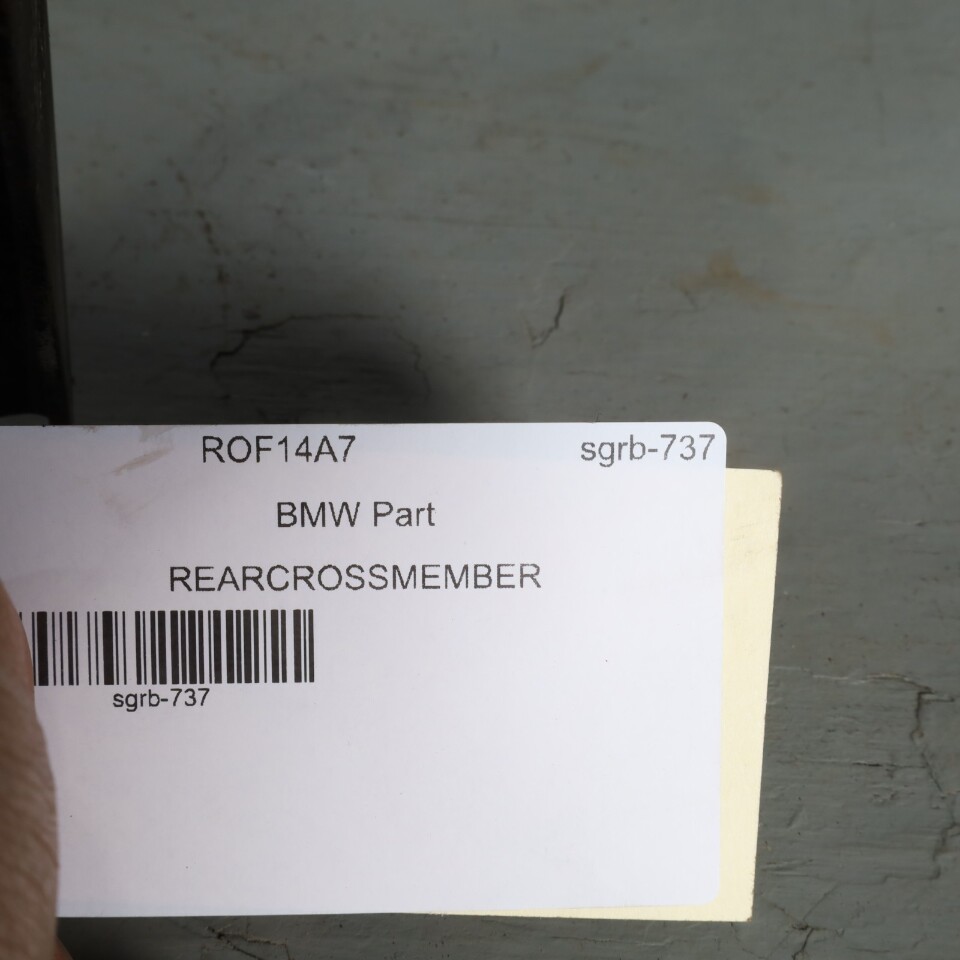 ROF14A7 sgrb-737
BMW Part
REARCROSSMEMBER
sgrb-737